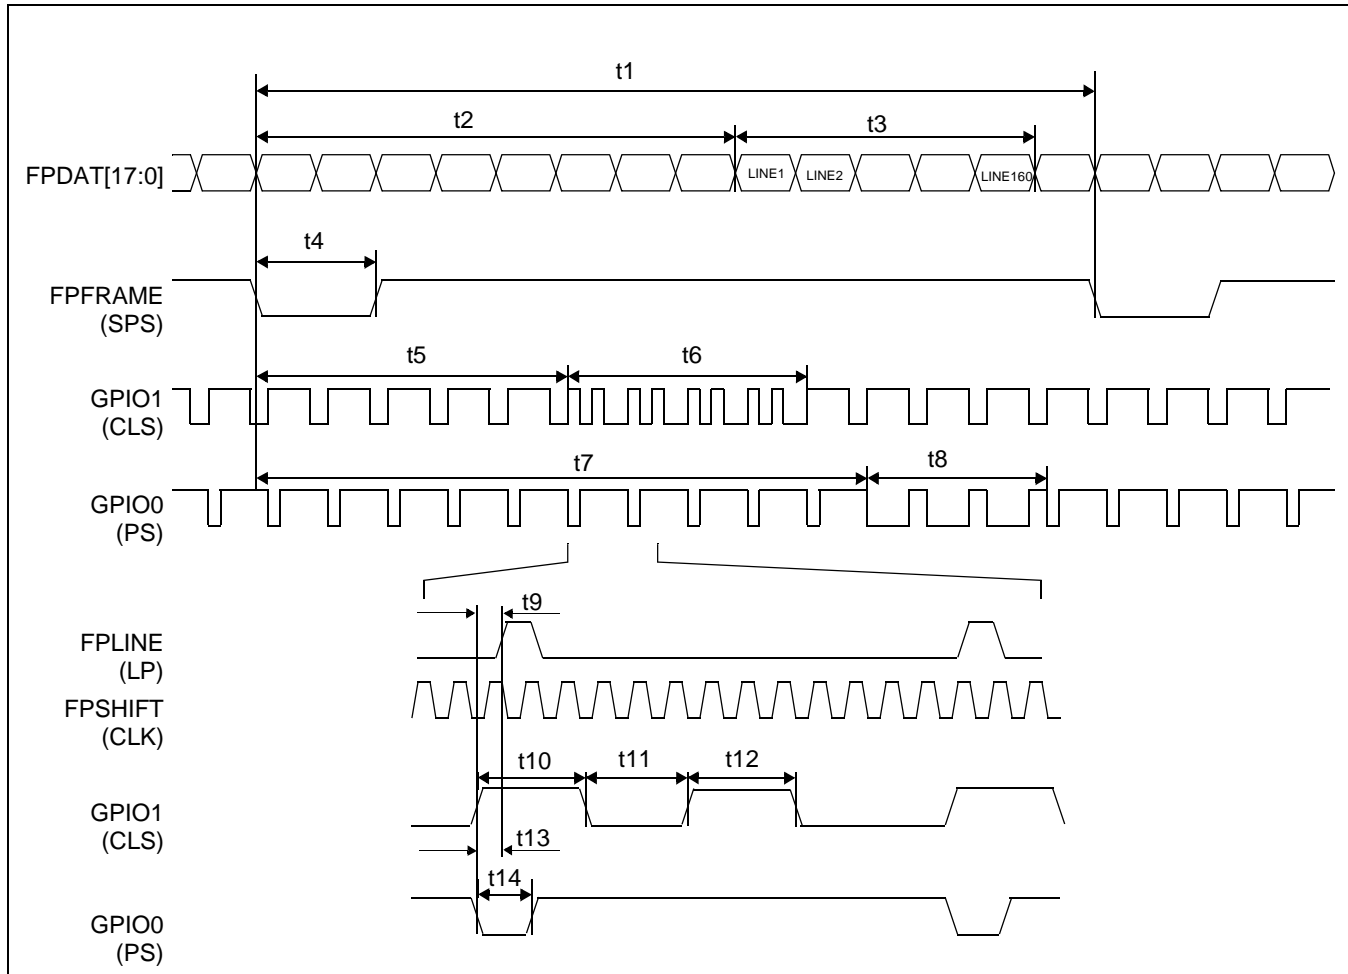 t1
t2
t3
FPDAT[17:0]
LINE1
LINE2
LINE160
t4
FPFRAME
(SPS)
t5
t6
GPIO1
(CLS)
t7
t8
GPIO0
(PS)
t9
FPLINE
(LP)
FPSHIFT
(CLK)
t10
t11
t12
GPIO1
(CLS)
t13
t14
GPIO0
(PS)